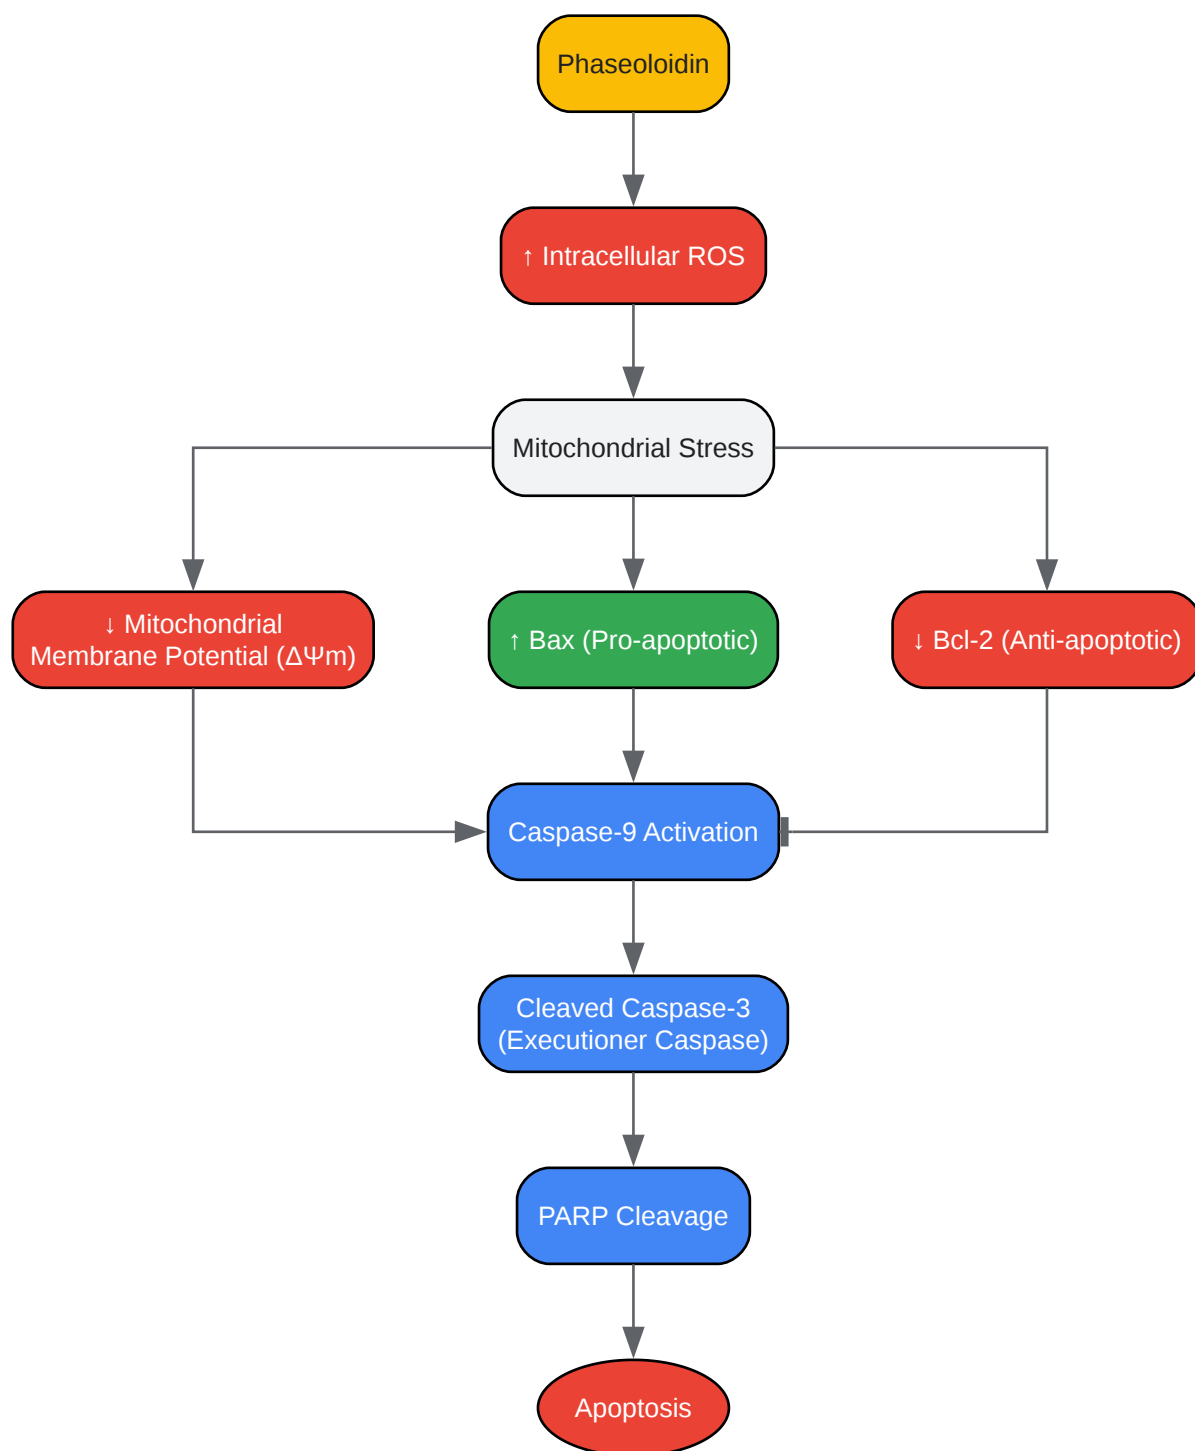 Phaseoloidin
↑ Intracellular ROS
Mitochondrial Stress
↓ Mitochondrial
Membrane Potential (ΔΨm)
↑ Bax (Pro-apoptotic)
↓ Bcl-2 (Anti-apoptotic)
Caspase-9 Activation
Cleaved Caspase-3
(Executioner Caspase)
PARP Cleavage
Apoptosis